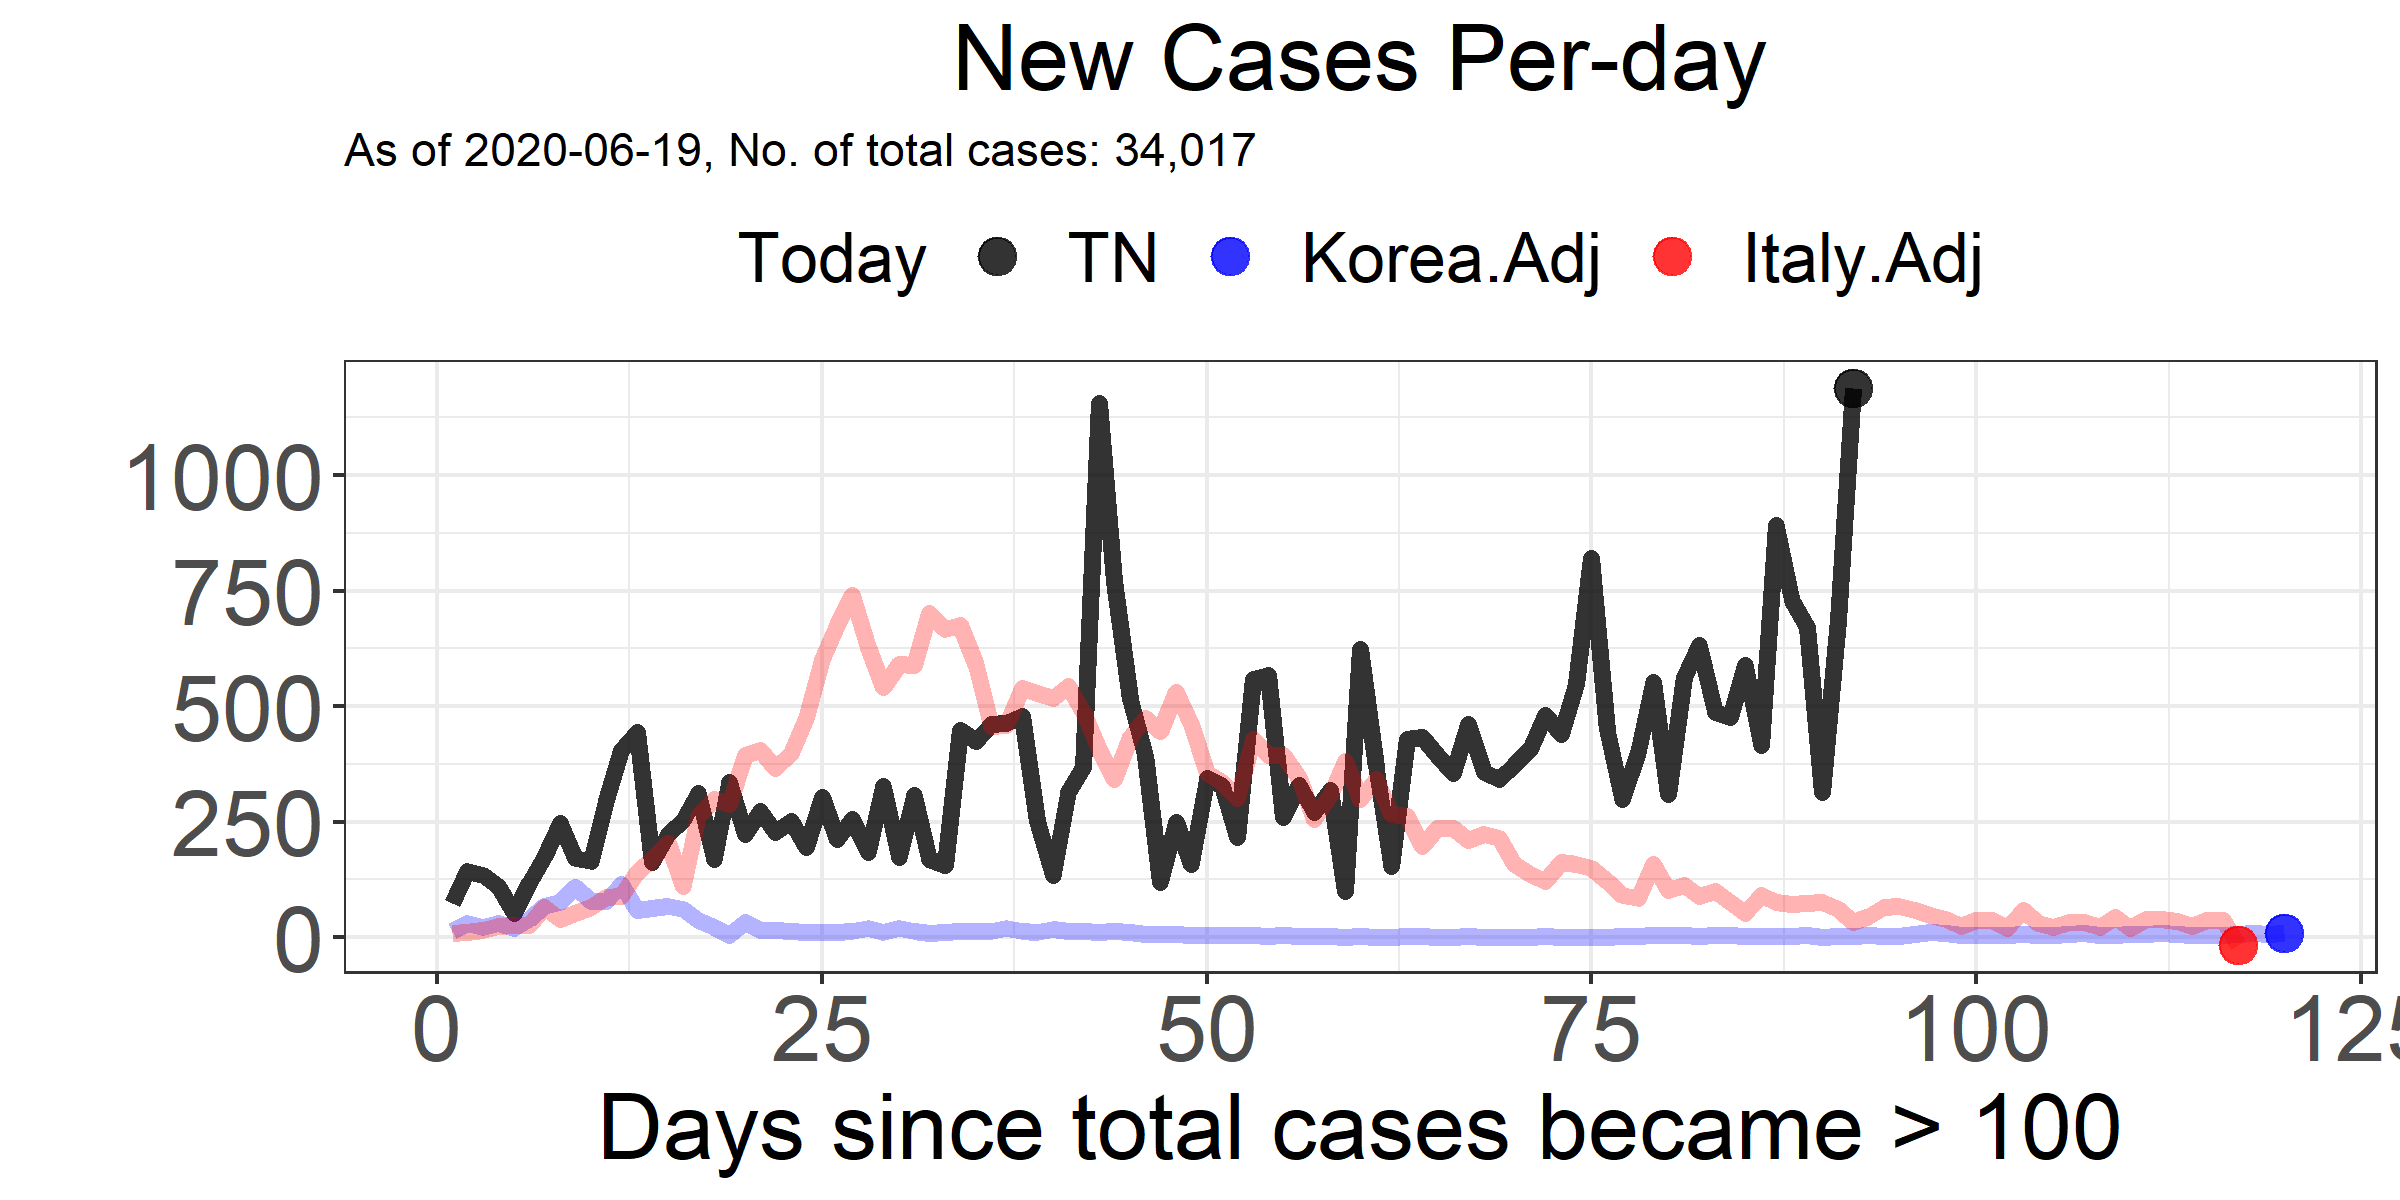 New Cases Per-day
As of 2020-06-19, No. of total cases: 34,017
Today TN Korea.Adj Italy.Adj
1000
750
500
250
0
0 25 50 75 100 125
Days since total cases became > 100